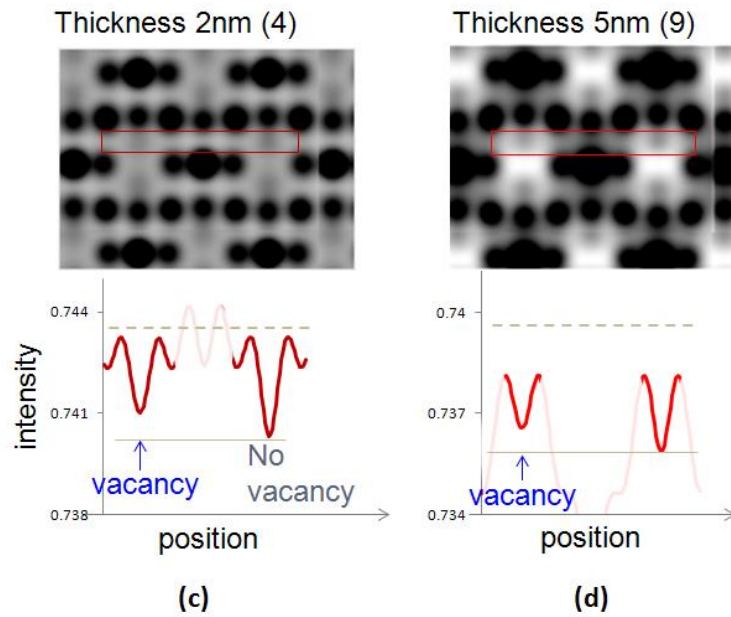 Thickness 2nm (4)
Thickness 5nm (9)
0.744
0.741
0.738
intensity
vacancy
No
vacancy
position
0.74
0.737
0.734
vacancy
position
(c)
(d)